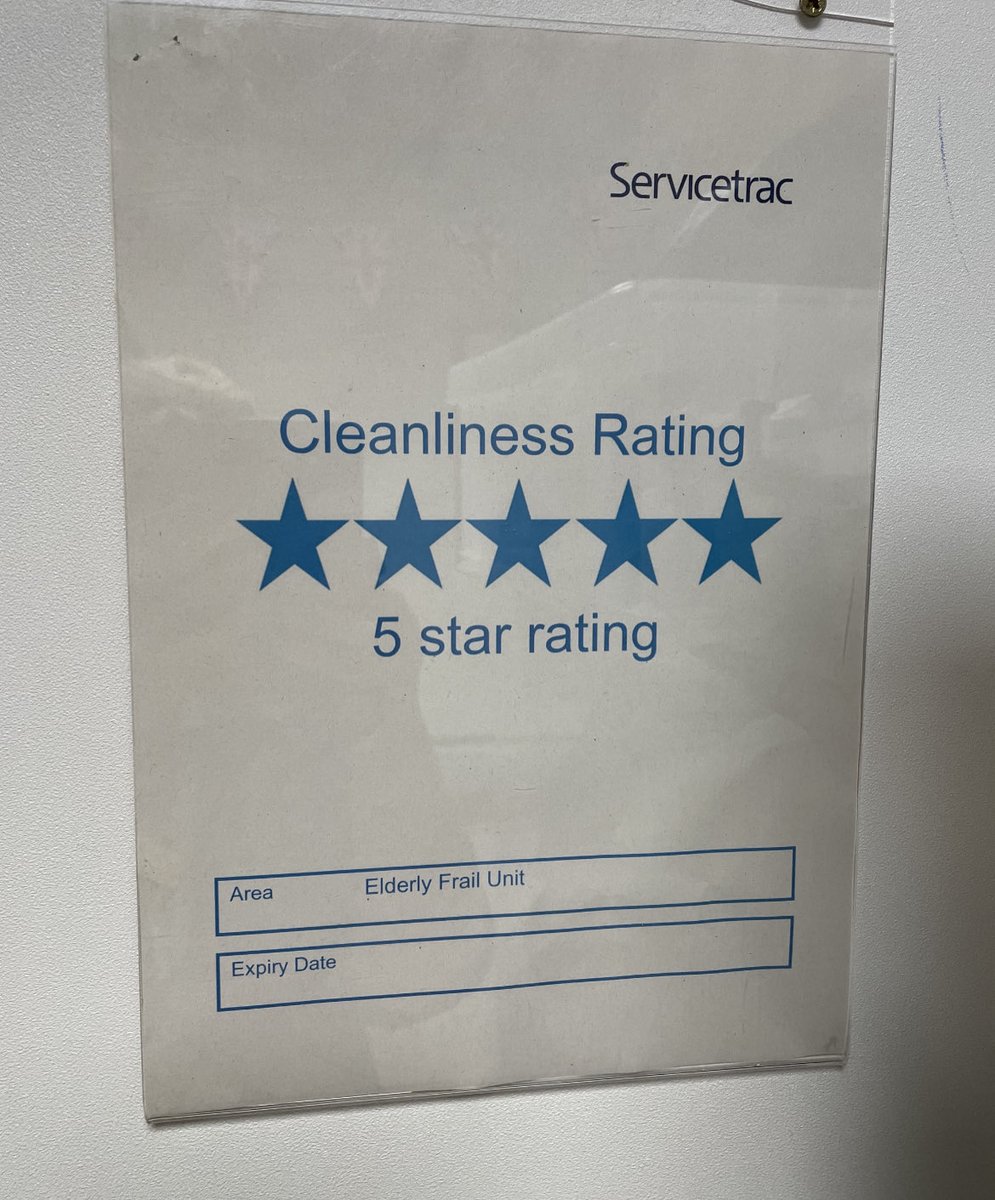 Servicetrac
Cleanliness Rating
5 star rating
Area Elderly Frail Unit
Expiry Date